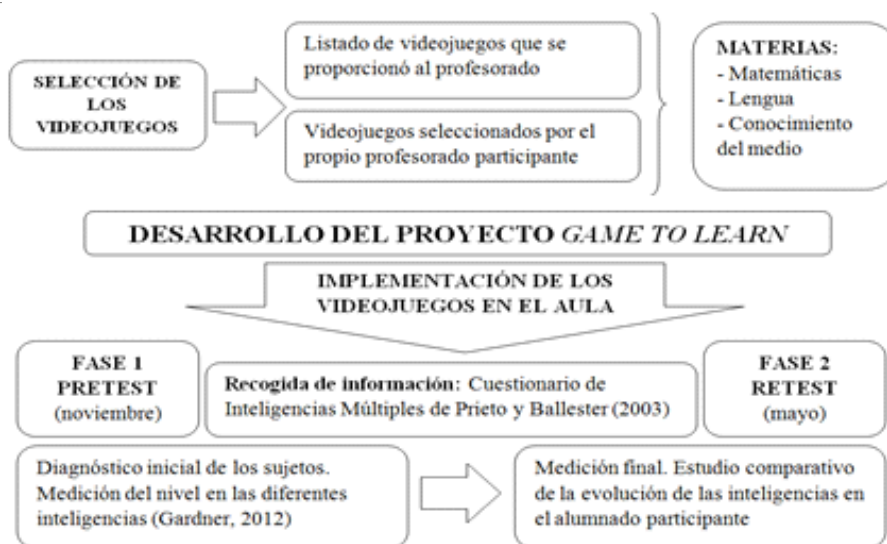 SELECCIÓN DE
LOS
VIDEOJUEGOS
Listado de videojuegos que se
proporcionó al profesorado
Videojuegos seleccionados por el
propio profesorado participante
MATERIAS:
- Matemáticas
- Lengua
- Conocimiento
del medio
DESARROLLO DEL PROYECTO GAME TO LEARN
IMPLEMENTACIÓN DE LOS
VIDEOJUEGOS EN EL AULA
FASE 1
PRETEST
(noviembre)
Recogida de información: Cuestionario de
Inteligencias Múltiples de Prieto y Ballester (2003)
FASE 2
RETEST
(mayo)
Diagnóstico inicial de los sujetos.
Medición del nivel en las diferentes
inteligencias (Gardner, 2012)
Medición final. Estudio comparativo
de la evolución de las inteligencias en
el alumnado participante